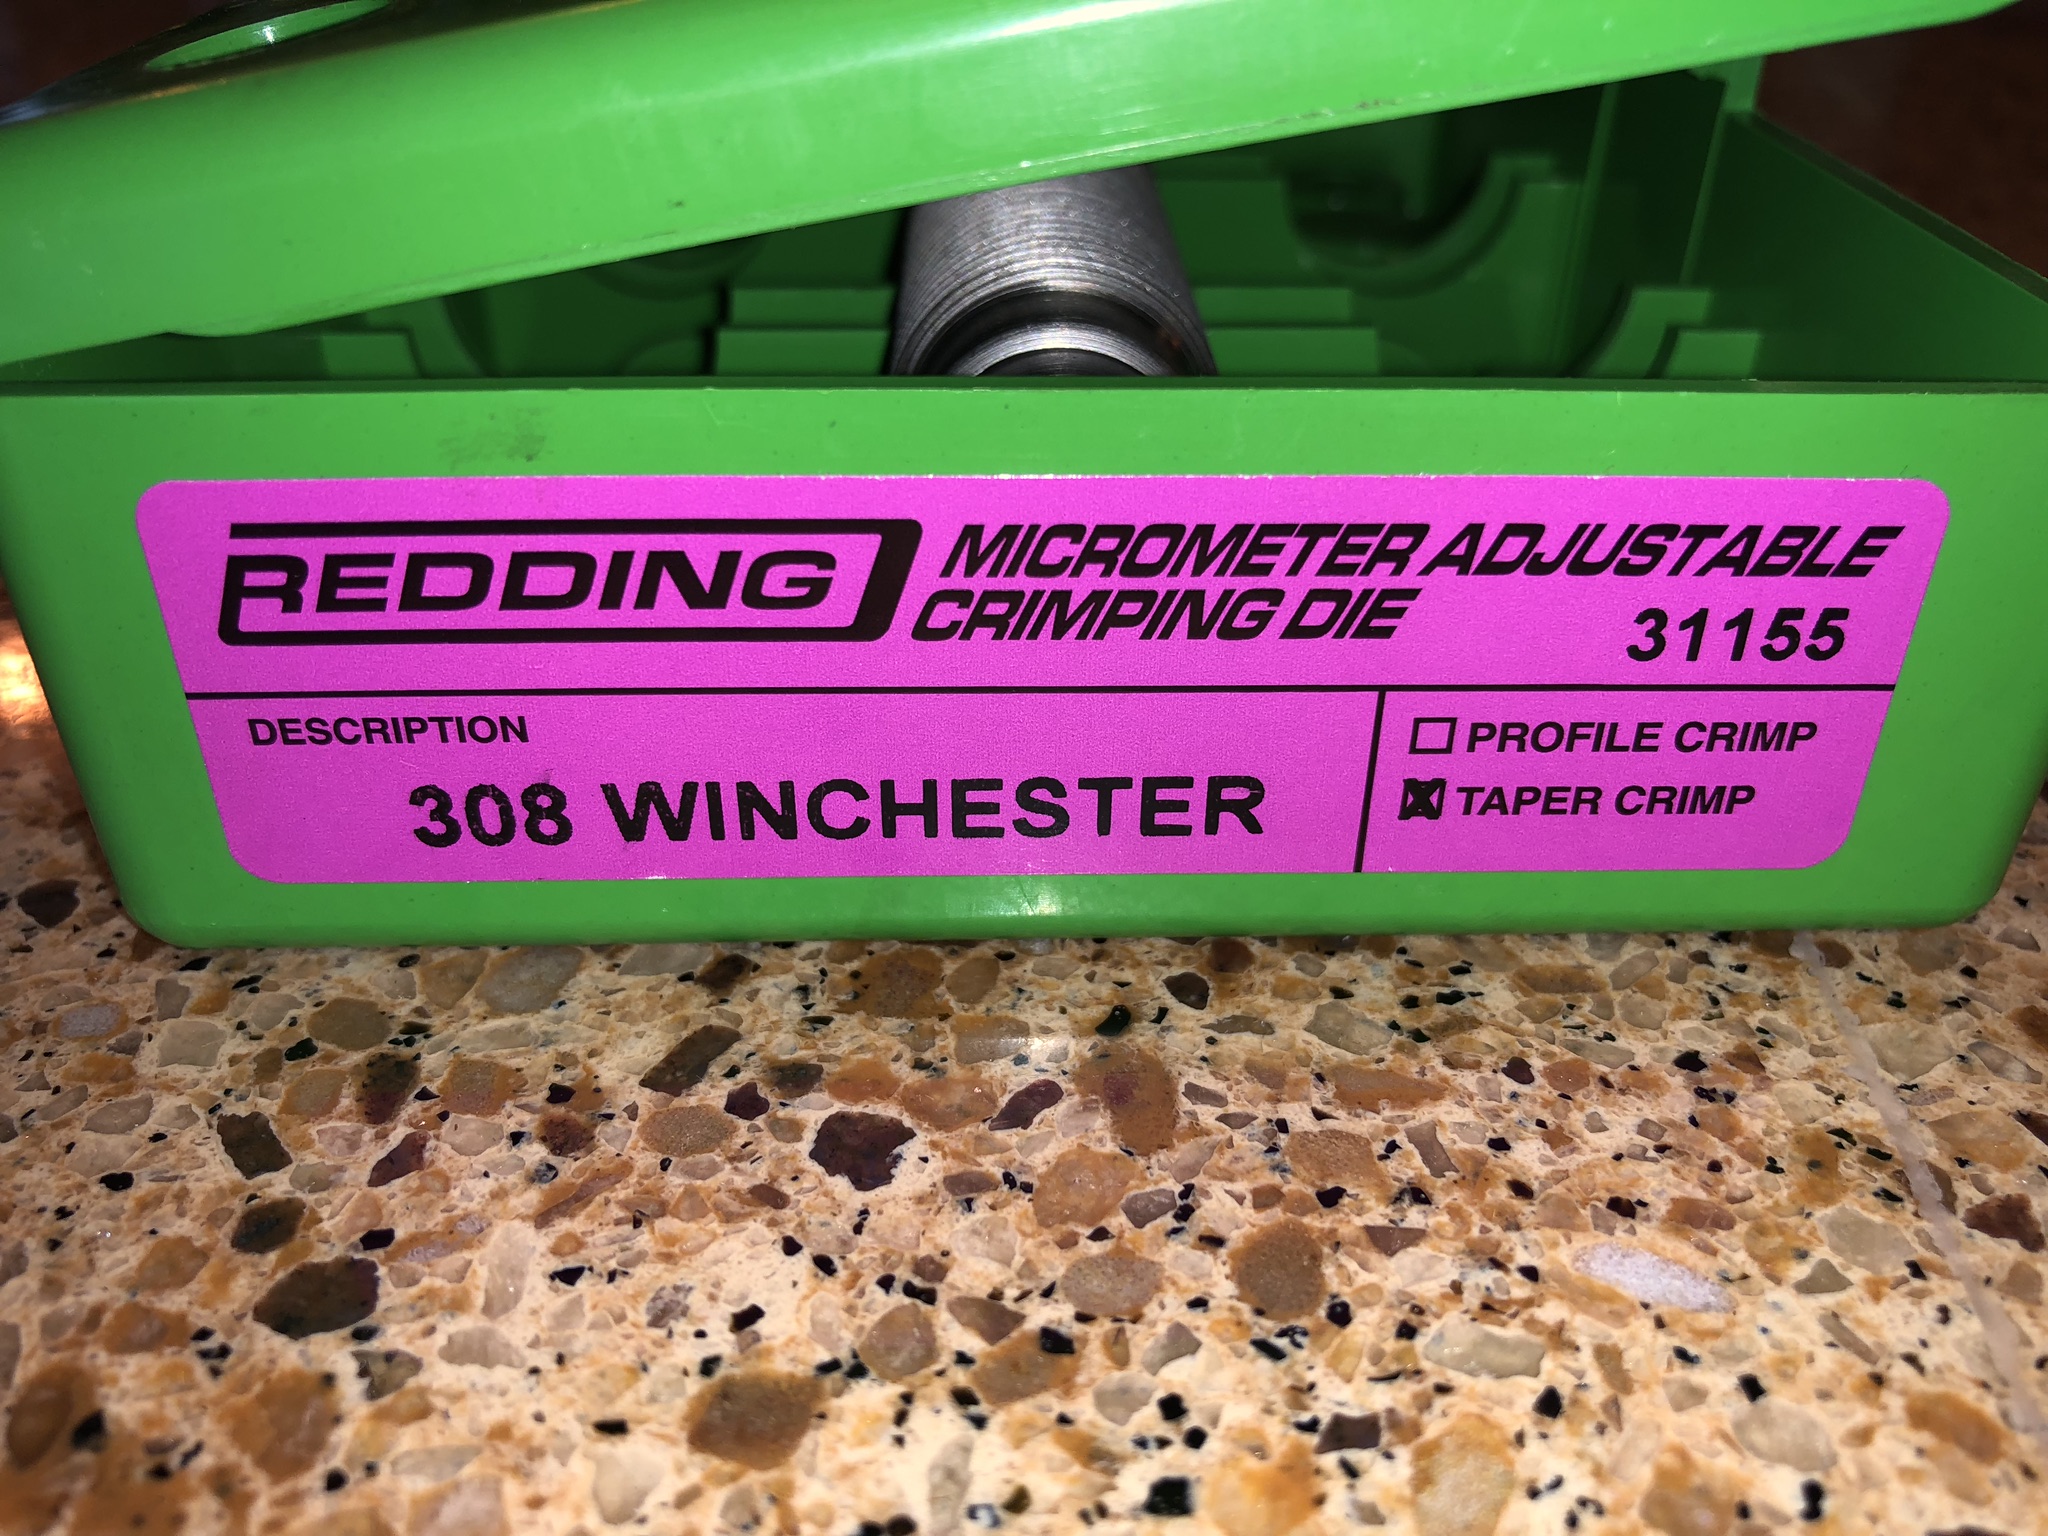 REDDING MICROMETER ADJUSTABLE
CRIMPING DIE
31155
DESCRIPTION
308 WINCHESTER
PROFILE CRIMP
TAPER CRIMP